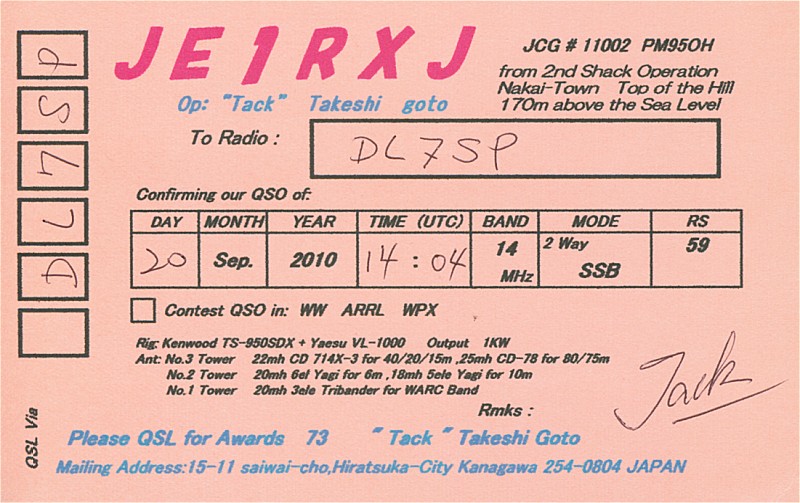 JE1RXJ
JCG # 11002 PM95OH
from 2nd Shack Operation
Nakai-Town Top of the Hill
170m above the Sea Level
Op: "Tack" Takeshi goto
To Radio : DL7SP
Confirming our QSO of:
DAY MONTH YEAR TIME (UTC) BAND MODE RS
20 Sep. 2010 14 : 04 14 MHz 2 Way SSB 59
Contest QSO in: WW ARRL WPX
Rig: Kenwood TS-950SDX + Yaesu VL-1000 Output 1KW
Ant: No.3 Tower 22mh CD 714X-3 for 40/20/15m ,25mh CD-78 for 80/75m
No.2 Tower 20mh 6el Yagi for 6m ,18mh 5ele Yagi for 10m
No.1 Tower 20mh 3ele Tribander for WARC Band
Rmks :
Tack
Please QSL for Awards 73 " Tack " Takeshi Goto
Mailing Address:15-11 saiwai-cho,Hiratsuka-City Kanagawa 254-0804 JAPAN
QSL Via
DL7SP